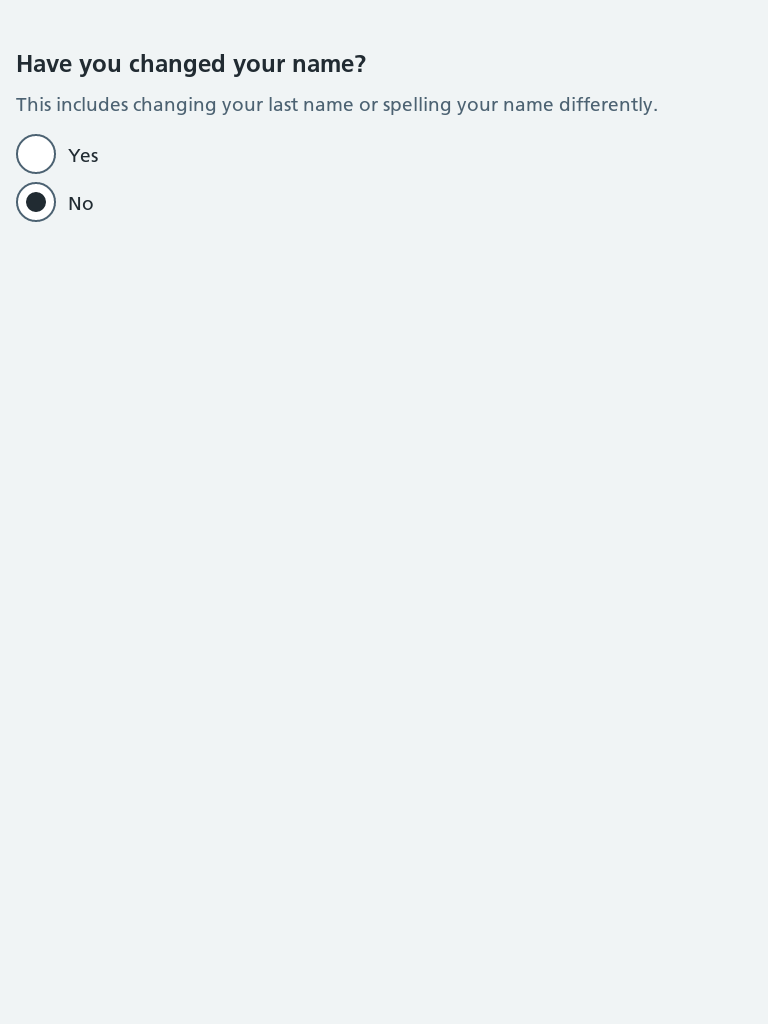 Have you changed your name?
This includes changing your last name or spelling your name differently.
Yes
No